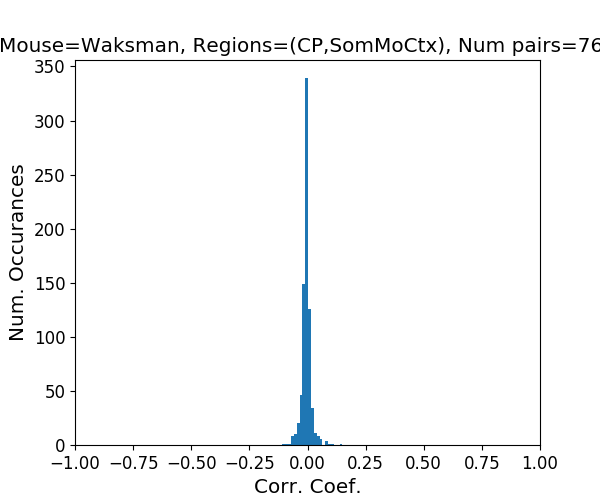 Mouse=Waksman, Regions=(CP,SomMoCtx), Num pairs=76
350
300
250
200
150
100
50
0
Num. Occurances
−1.00 −0.75 −0.50 −0.25 0.00 0.25 0.50 0.75 1.00
Corr. Coef.